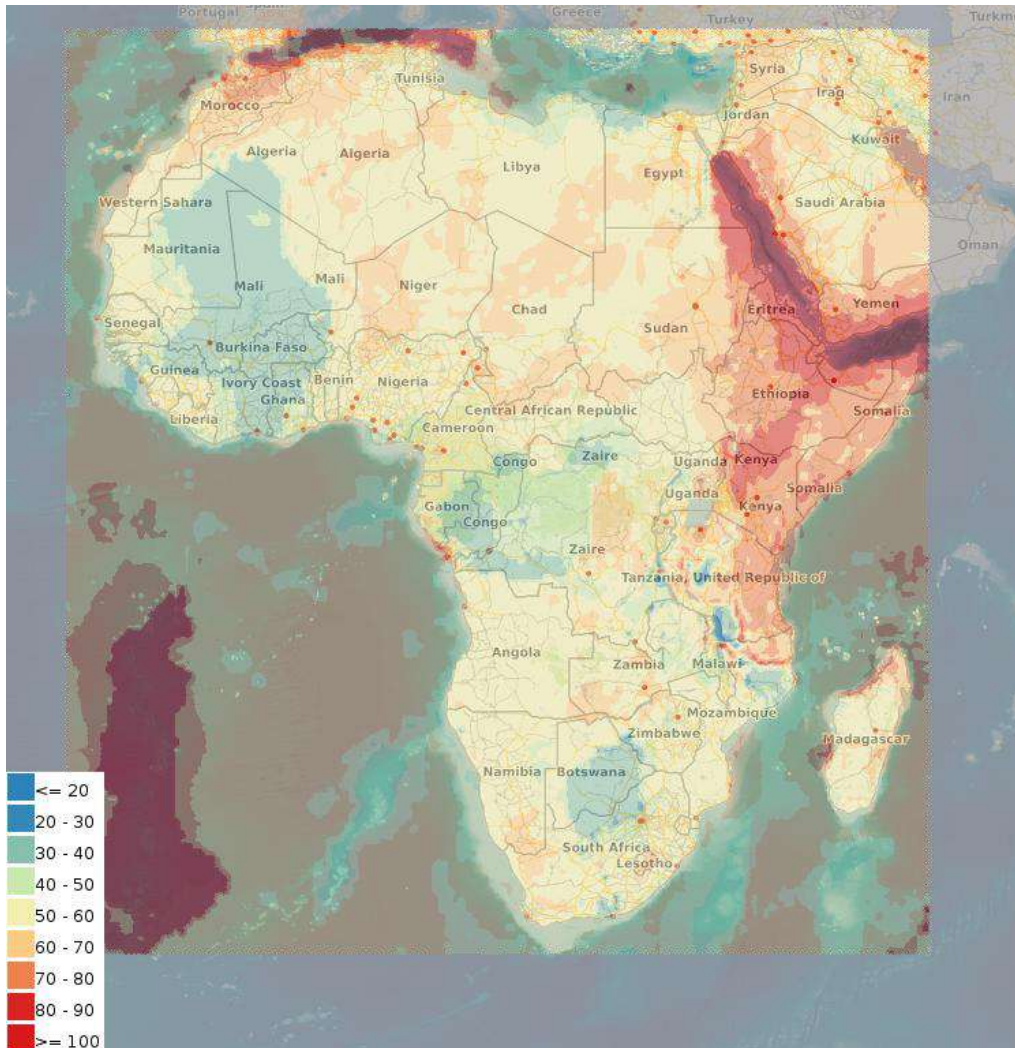 Portugal
Spain
Greece
Turkey
Turkm
Tunisia
Syria
Morocco
Iraq
Iran
Jordan
Kuwait
Algeria
Algeria
Libya
Egypt
Western Sahara
Saudi Arabia
Mauritania
Oman
Mali
Mali
Niger
Chad
Eritrea
Yemen
Senegal
Sudan
Burkina Faso
Guinea
Ivory Coast
Benin
Nigeria
Ethiopia
Ghana
Liberia
Central African Republic
Somalia
Cameroon
Congo
Zaire
Uganda
Kenya
Uganda
Somalia
Gabon
Kenya
Congo
Zaire
Tanzania, United Republic of
Angola
Zambia
Malawi
Mozambique
Zimbabwe
Madagascar
Namibia
Botswana
South Africa
Lesotho
<= 20
20 - 30
30 - 40
40 - 50
50 - 60
60 - 70
70 - 80
80 - 90
>= 100